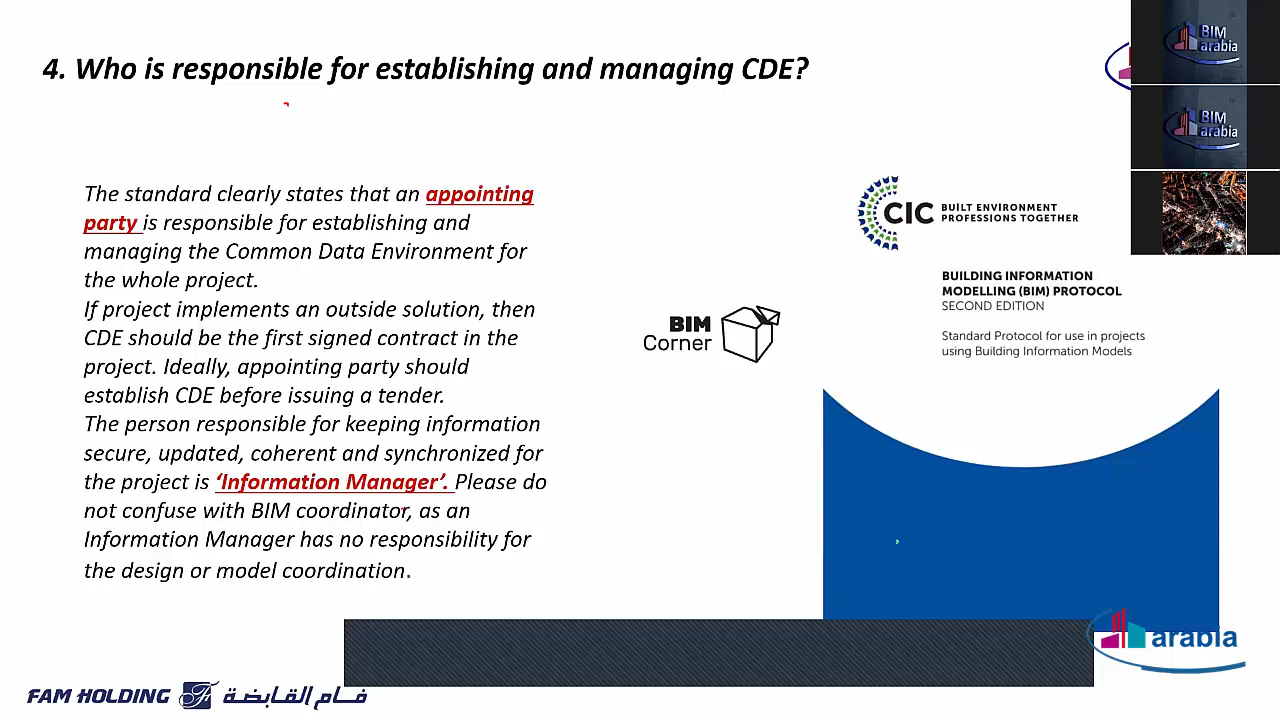 4. Who is responsible for establishing and managing CDE?
BIM
arabia
BIM
arabia
The standard clearly states that an appointing
party is responsible for establishing and
managing the Common Data Environment for
the whole project.
If project implements an outside solution, then
CDE should be the first signed contract in the
project. Ideally, appointing party should
establish CDE before issuing a tender.
The person responsible for keeping information
secure, updated, coherent and synchronized for
the project is ‘Information Manager’. Please do
not confuse with BIM coordinator, as an
Information Manager has no responsibility for
the design or model coordination.
BIM
Corner
CIC BUILT ENVIRONMENT
PROFESSIONS TOGETHER
BUILDING INFORMATION
MODELLING (BIM) PROTOCOL
SECOND EDITION
Standard Protocol for use in projects
using Building Information Models
arabia
FAM HOLDING فام القابضة